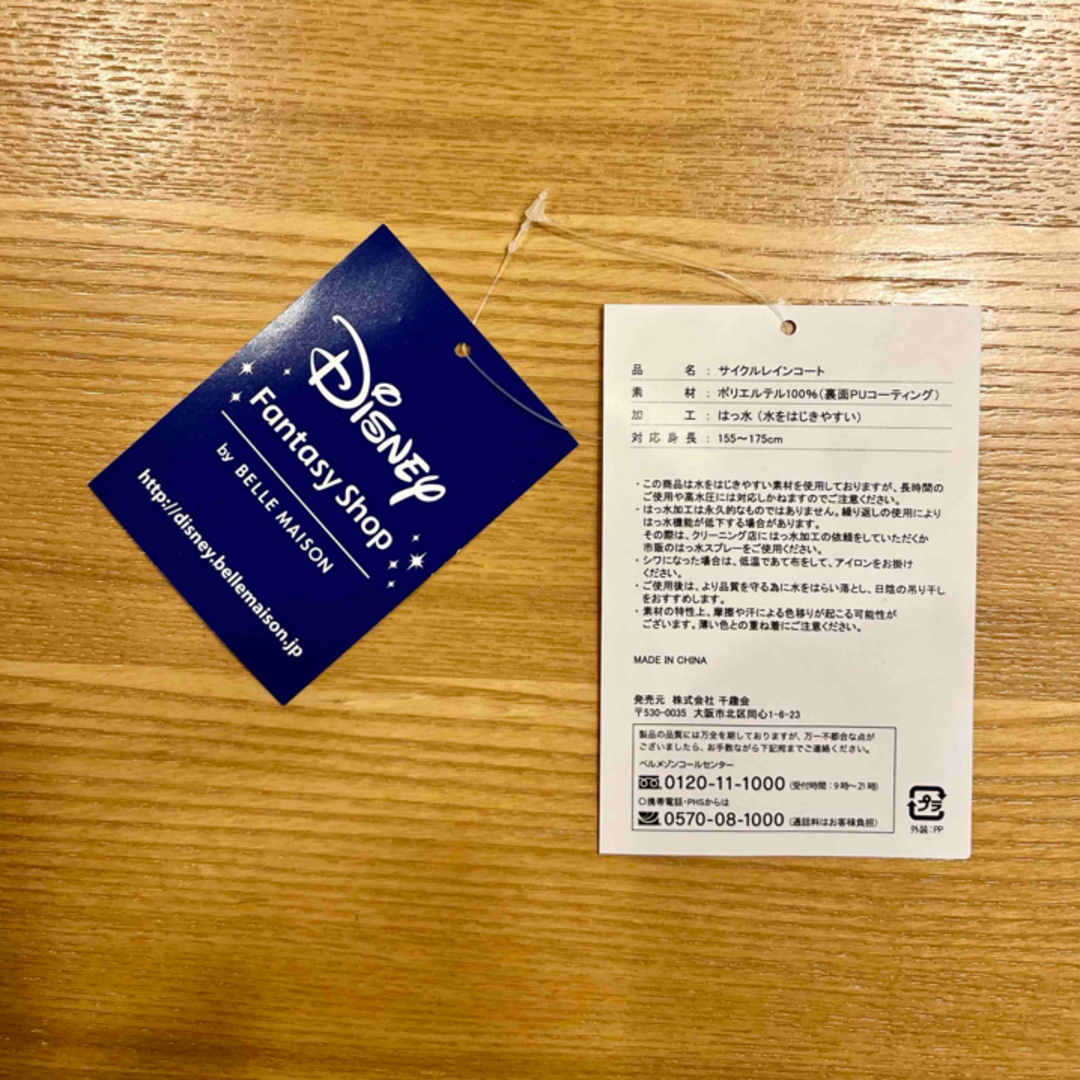 Disney
Fantasy Shop
by BELLE MAISON
http://disney.bellemaison.jp
品名：サイクルレインコート
素材：ポリエルテル100%（裏面PUコーティング）
加工：はっ水（水をはじきやすい）
対応身長：155〜175cm
・この商品は水をはじきやすい素材を使用しておりますが、長時間の
ご使用や高水圧には対応しかねますのでご注意ください。
・はっ水加工は永久的なものではありません。繰り返しの使用により
はっ水機能が低下する場合があります。
その際は、クリーニング店にはっ水加工の依頼をしていただくか
市販のはっ水スプレーをご使用ください。
・シワになった場合は、低温であて布をして、アイロンをお掛け
ください。
・ご使用後は、より品質を守る為に水をはらい落とし、日陰の吊り干し
をおすすめします。
・素材の特性上、摩擦や汗による色移りが起こる可能性が
ございます。薄い色との重ね着にご注意ください。
MADE IN CHINA
発売元 株式会社 千趣会
〒530-0035 大阪市北区同心1-6-23
製品の品質には万全を期しておりますが、万一不都合な点が
ございましたら、お手数ながら下記宛までご連絡ください。
ベルメゾンコールセンター
0120-11-1000（受付時間：9時〜21時）
○携帯電話・PHSからは
0570-08-1000（通話料はお客様負担）
プラ
外装：PP